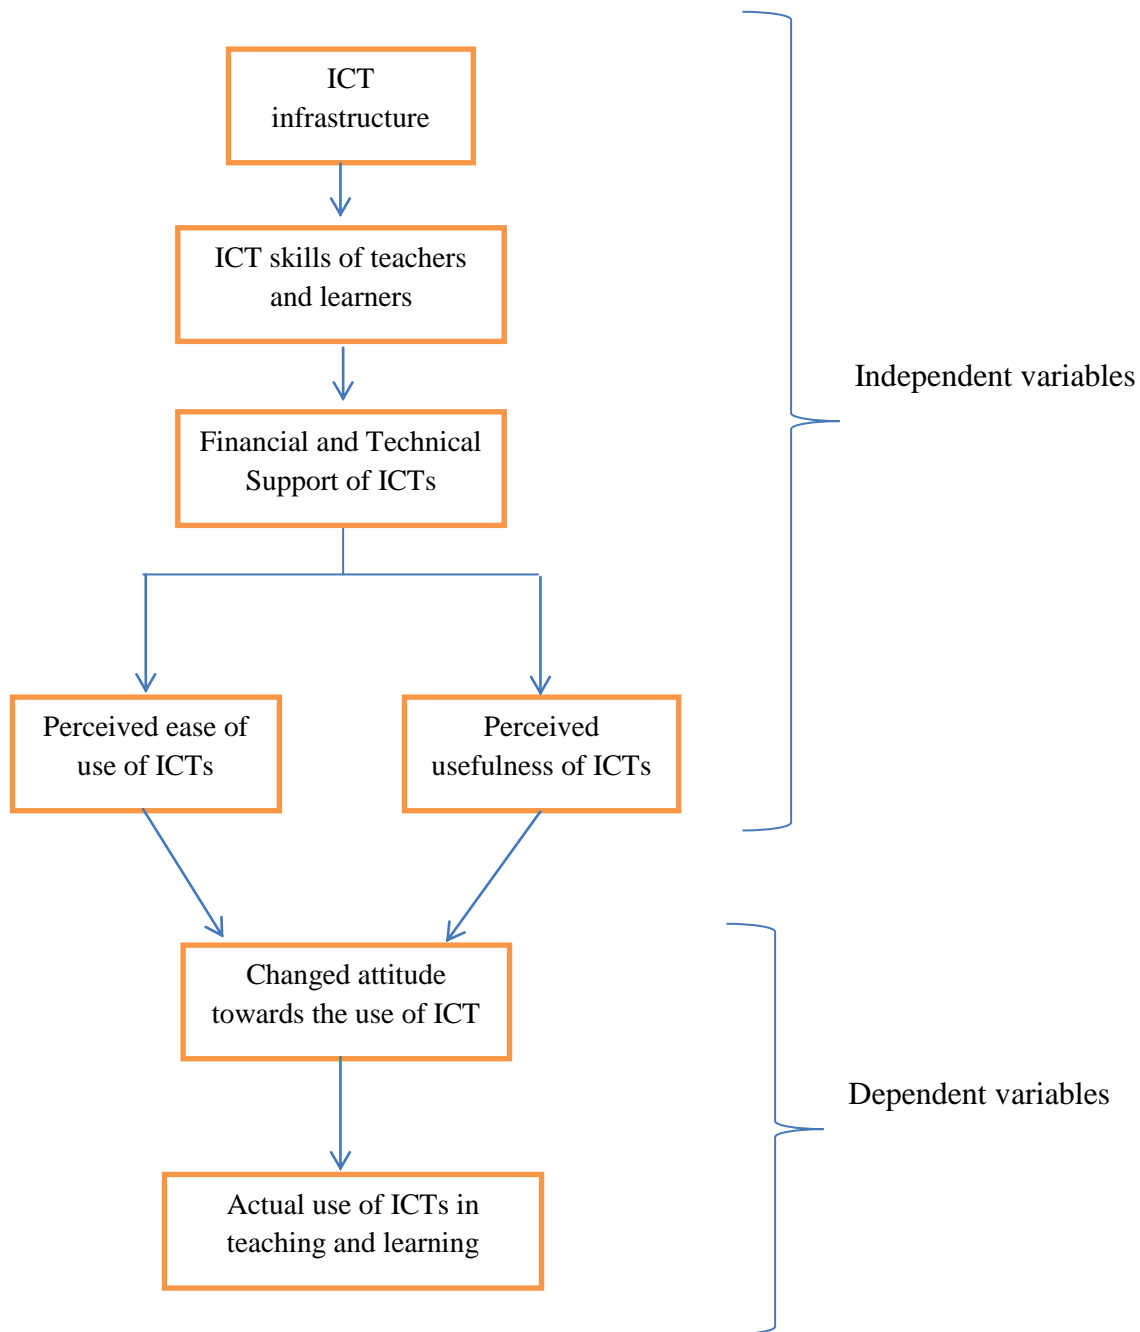 ICT
infrastructure
ICT skills of teachers
and learners
Independent variables
Financial and Technical
Support of ICTs
Perceived ease of
use of ICTs
Perceived
usefulness of ICTs
Changed attitude
towards the use of ICT
Dependent variables
Actual use of ICTs in
teaching and learning